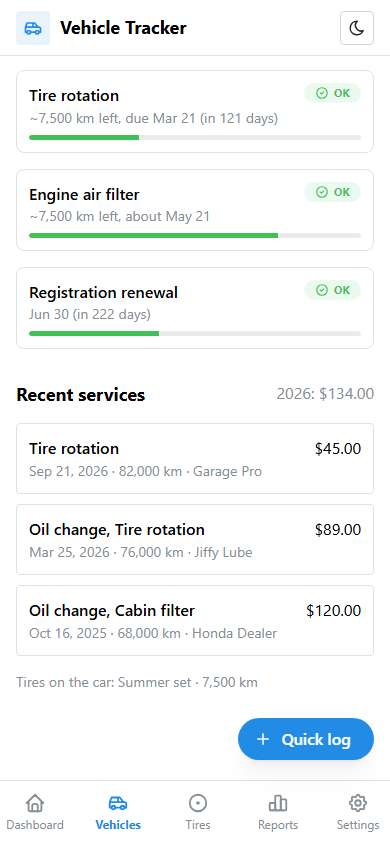 Vehicle Tracker
Tire rotation
OK
~7,500 km left, due Mar 21 (in 121 days)
Engine air filter
OK
~7,500 km left, about May 21
Registration renewal
OK
Jun 30 (in 222 days)
Recent services
2026: $134.00
Tire rotation
$45.00
Sep 21, 2026 · 82,000 km · Garage Pro
Oil change, Tire rotation
$89.00
Mar 25, 2026 · 76,000 km · Jiffy Lube
Oil change, Cabin filter
$120.00
Oct 16, 2025 · 68,000 km · Honda Dealer
Tires on the car: Summer set · 7,500 km
+ Quick log
Dashboard
Vehicles
Tires
Reports
Settings